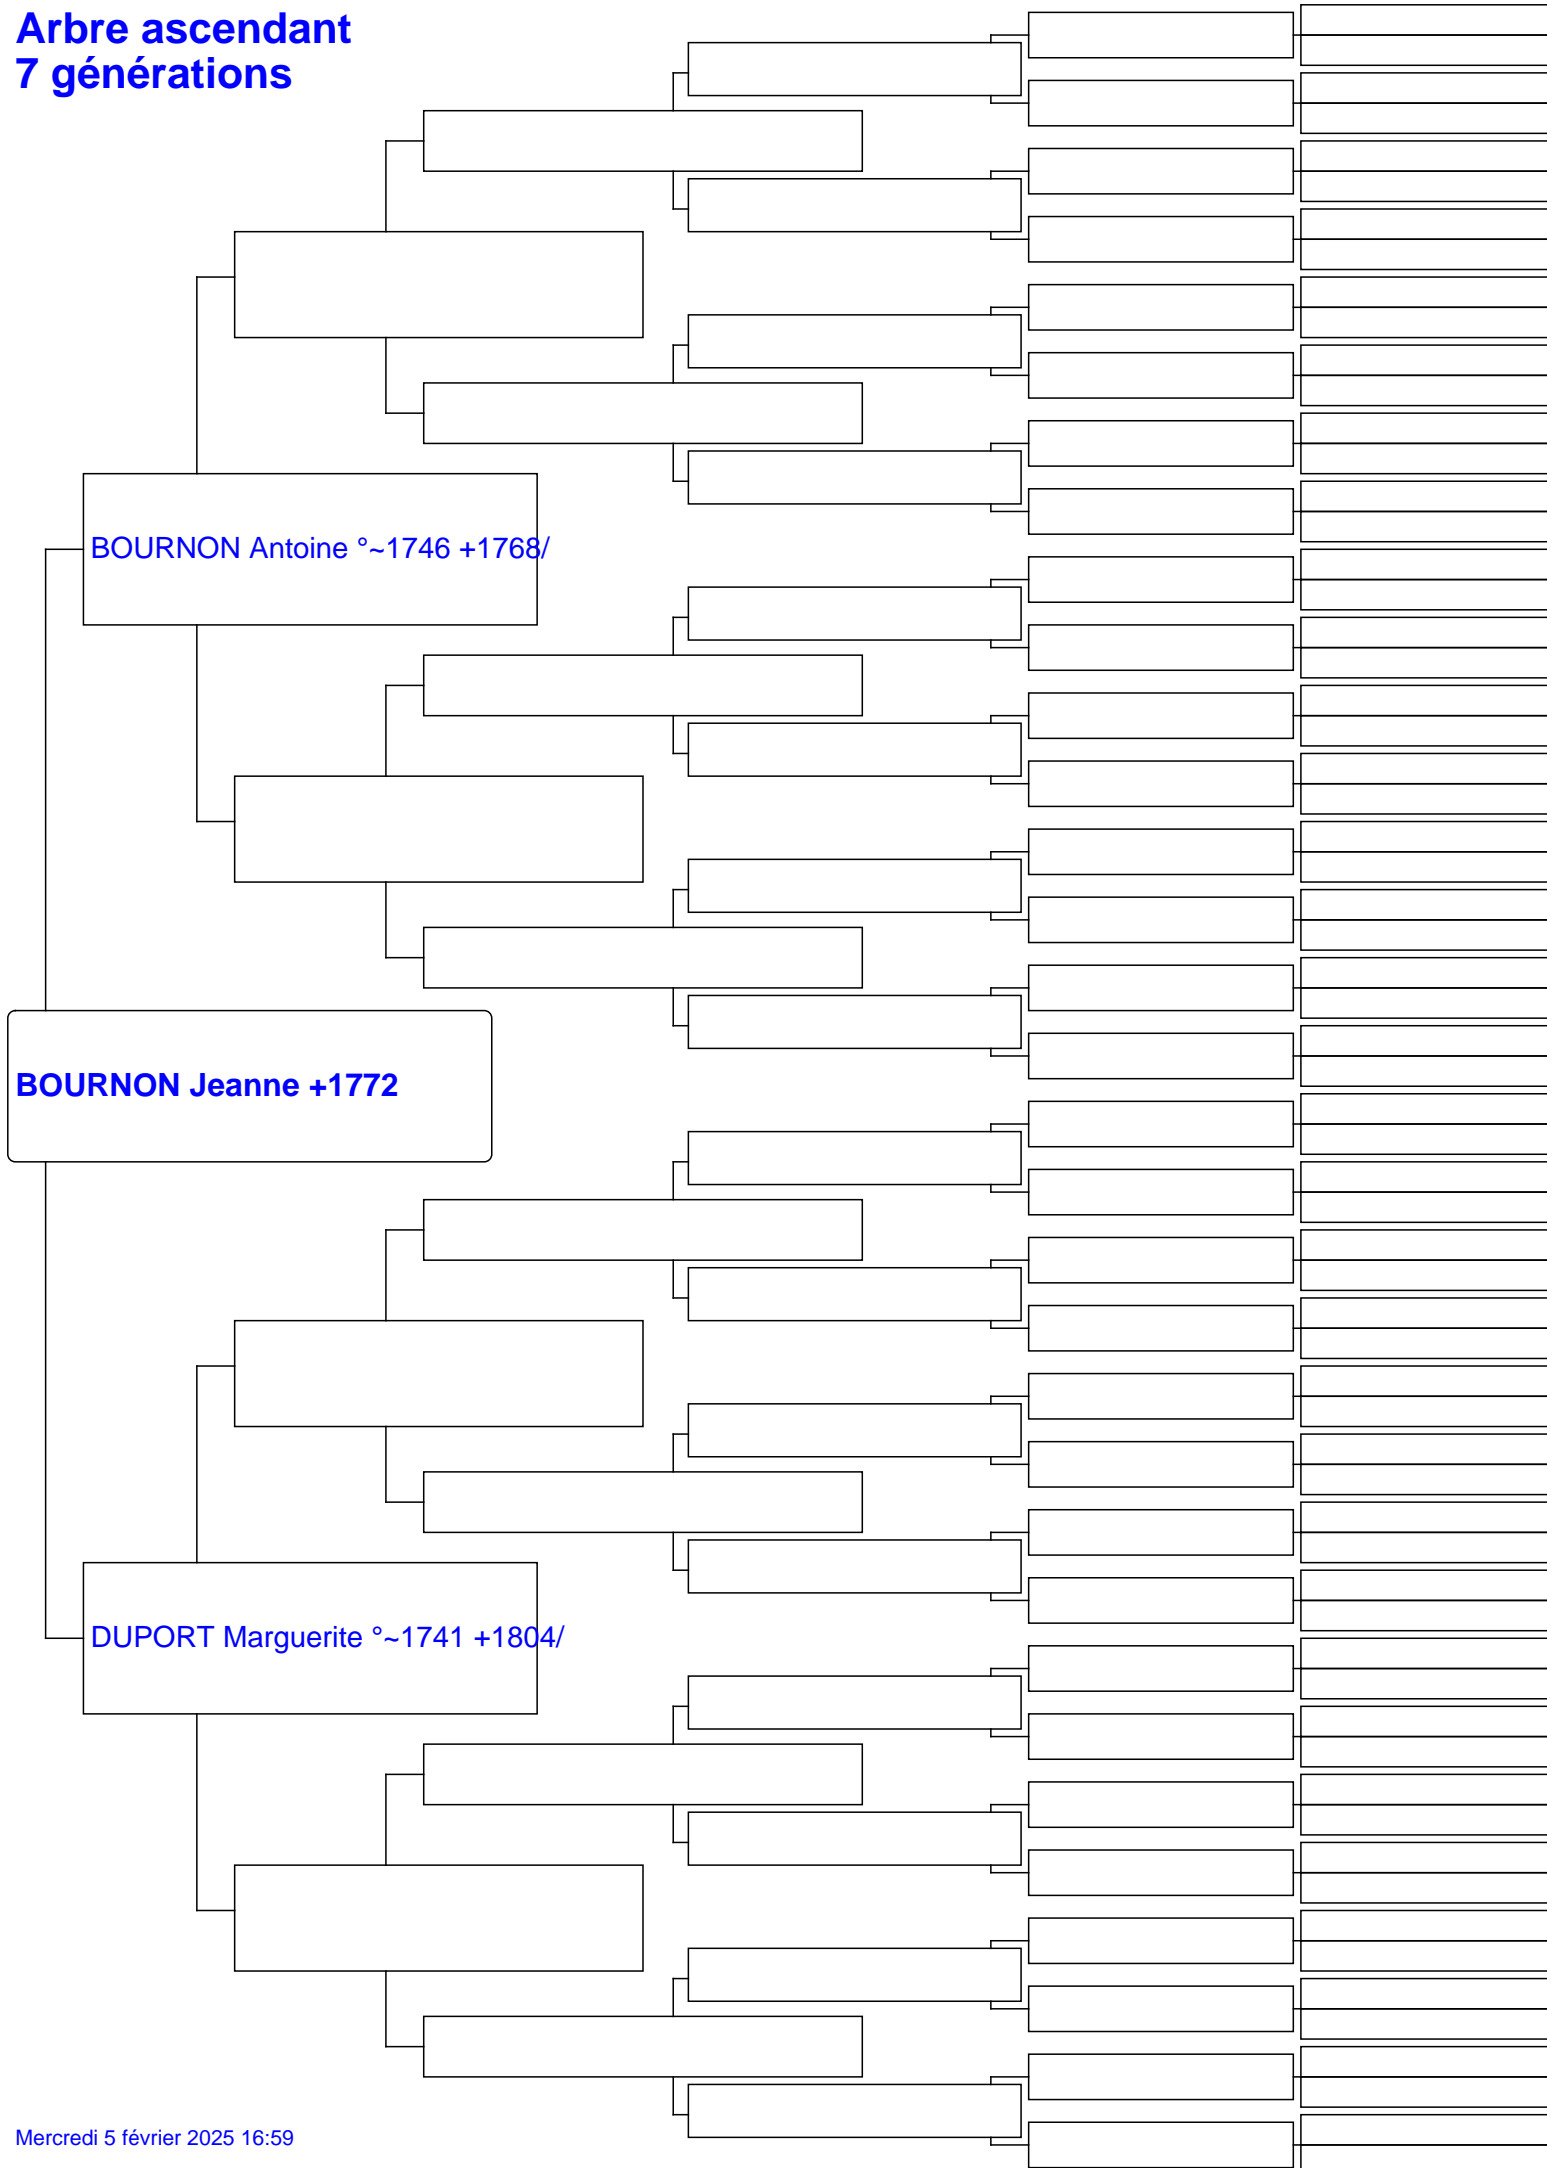 Arbre ascendant
7 générations
BOURNON Antoine °~1746 +1768/
BOURNON Jeanne +1772
DUPORT Marguerite °~1741 +1804/
Mercredi 5 février 2025 16:59